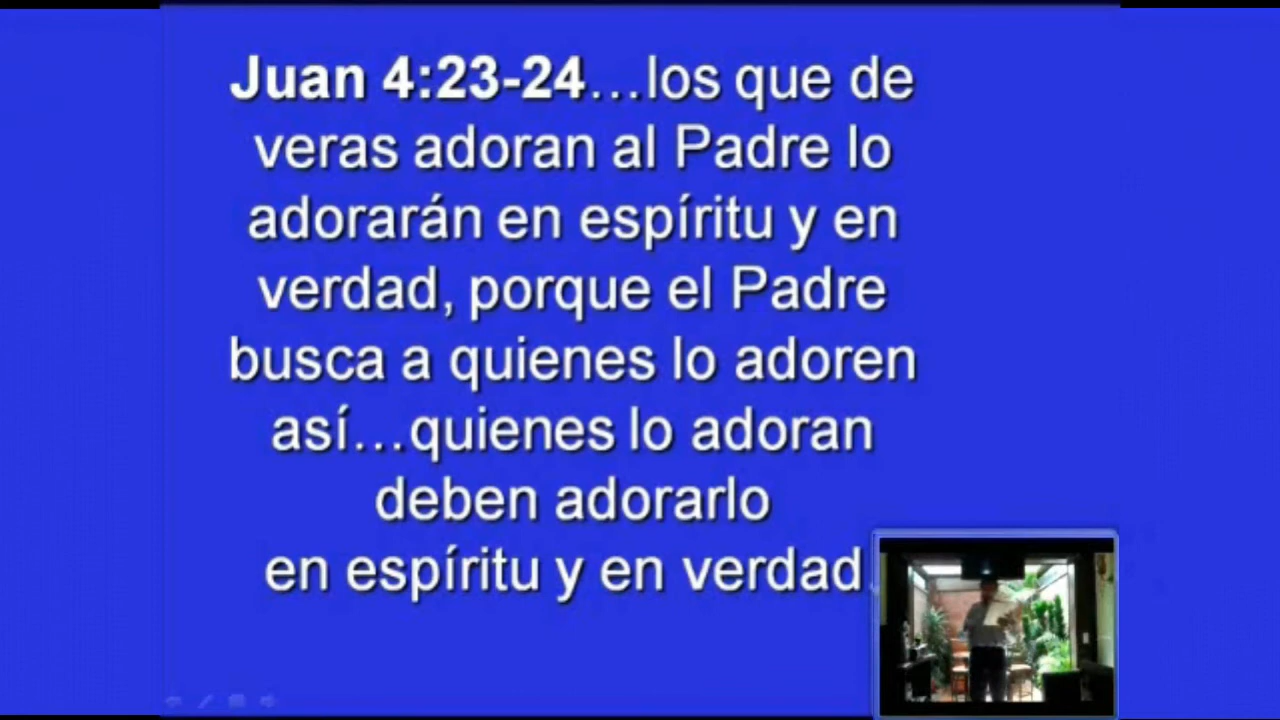 Juan 4:23-24…los que de
veras adoran al Padre lo
adorarán en espíritu y en
verdad, porque el Padre
busca a quienes lo adoren
así…quienes lo adoran
deben adorarlo
en espíritu y en verdad